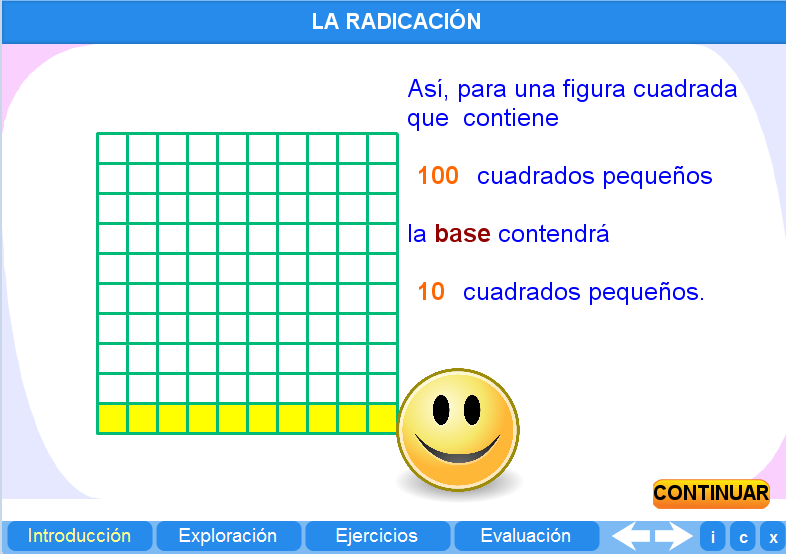 LA RADICACIÓN
Así, para una figura cuadrada
que contiene
100 cuadrados pequeños
la base contendrá
10 cuadrados pequeños.
CONTINUAR
Introducción Exploración Ejercicios Evaluación i c x